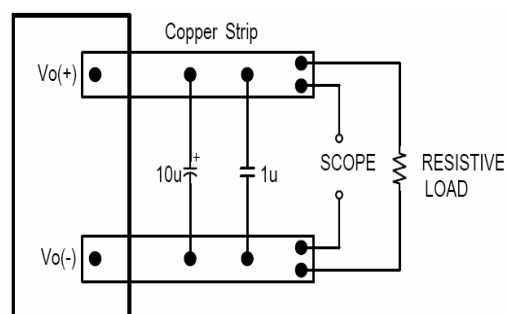 Copper Strip
Vo(+)
+
10u
1u
SCOPE
RESISTIVE
LOAD
Vo(-)